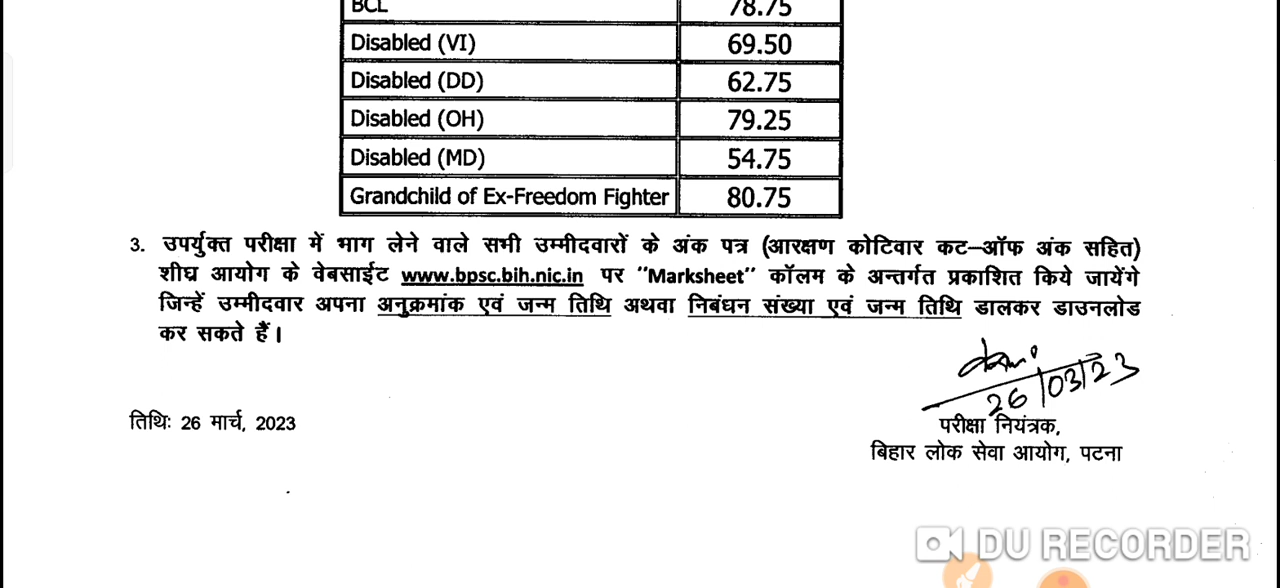 BCL 78.75
Disabled (VI) 69.50
Disabled (DD) 62.75
Disabled (OH) 79.25
Disabled (MD) 54.75
Grandchild of Ex-Freedom Fighter 80.75
3. उपर्युक्त परीक्षा में भाग लेने वाले सभी उम्मीदवारों के अंक पत्र (आरक्षण कोटिवार कट–ऑफ अंक सहित)
शीघ्र आयोग के वेबसाईट www.bpsc.bih.nic.in पर "Marksheet" कॉलम के अन्तर्गत प्रकाशित किये जायेंगे
जिन्हें उम्मीदवार अपना अनुक्रमांक एवं जन्म तिथि अथवा निबंधन संख्या एवं जन्म तिथि डालकर डाउनलोड
कर सकते हैं।
26/03/23
तिथिः 26 मार्च, 2023
परीक्षा नियंत्रक,
बिहार लोक सेवा आयोग, पटना
DU RECORDER